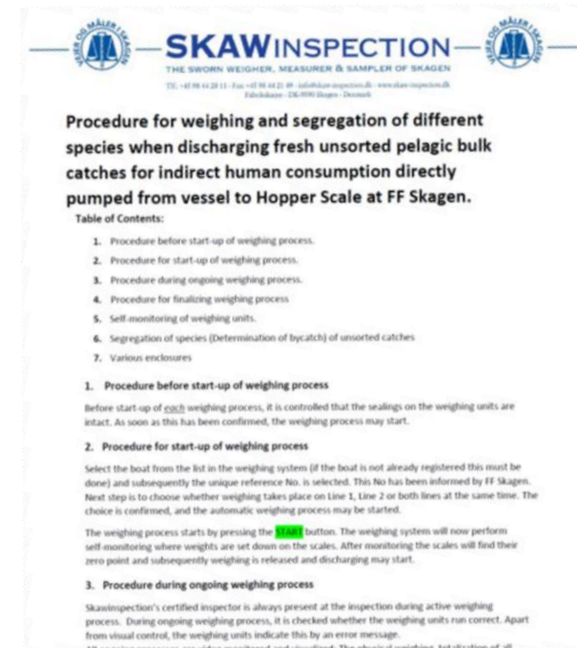 VEJER OG MÅLER I SKAGEN
SKAWINSPECTION
VEJER OG MÅLER I SKAGEN
THE SWORN WEIGHER, MEASURER & SAMPLER OF SKAGEN
Procedure for weighing and segregation of different
species when discharging fresh unsorted pelagic bulk
catches for indirect human consumption directly
pumped from vessel to Hopper Scale at FF Skagen.
Table of Contents:
1. Procedure before start-up of weighing process.
2. Procedure for start-up of weighing process.
3. Procedure during ongoing weighing process.
4. Procedure for finalizing weighing process
5. Self-monitoring of weighing units.
6. Segregation of species (Determination of bycatch) of unsorted catches
7. Various enclosures
1. Procedure before start-up of weighing process
Before start-up of each weighing process, it is controlled that the sealings on the weighing units are
intact. As soon as this has been confirmed, the weighing process may start.
2. Procedure for start-up of weighing process
Select the boat from the list in the weighing system (if the boat is not already registered this must be
done) and subsequently the unique reference No. is selected. This No has been informed by FF Skagen.
Next step is to choose whether weighing takes place on Line 1, Line 2 or both lines at the same time. The
choice is confirmed, and the automatic weighing process may be started.
The weighing process starts by pressing the START button. The weighing system will now perform
self-monitoring where weights are set down on the scales. After monitoring the scales will find their
zero point and subsequently weighing is released and discharging may start.
3. Procedure during ongoing weighing process
Skawinspection's certified inspector is always present at the inspection during active weighing
process. During ongoing weighing process, it is checked whether the weighing units run correct. Apart
from visual control, the weighing units indicate this by an error message.